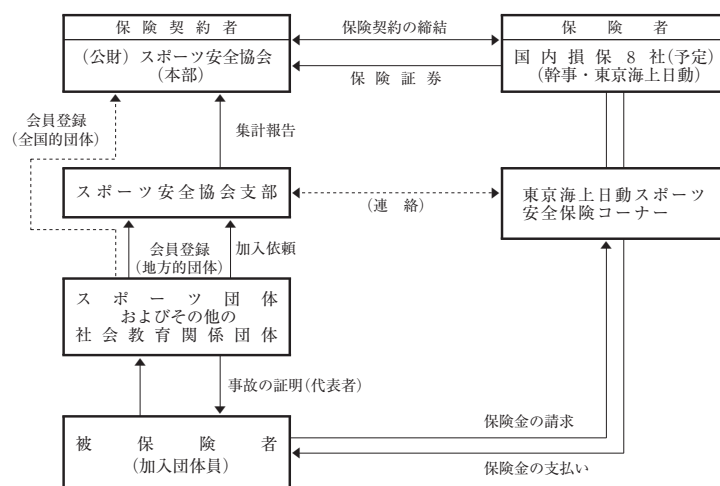 保険契約者
(公財)スポーツ安全協会
(本部)
保険契約の締結
保険証券
保険者
国内損保8社(予定)
(幹事・東京海上日動)
会員登録
(全国的団体)
集計報告
スポーツ安全協会支部
(連絡)
東京海上日動スポーツ
安全保険コーナー
会員登録
(地方的団体)
加入依頼
スポーツ団体
およびその他の
社会教育関係団体
事故の証明(代表者)
被保険者
(加入団体員)
保険金の請求
保険金の支払い